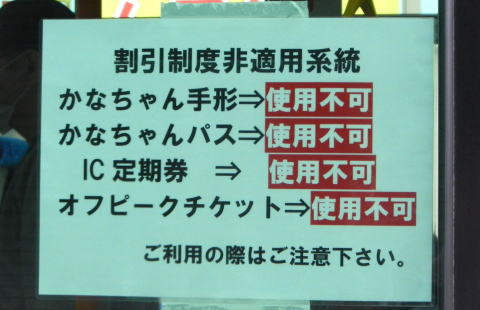 割引制度非適用系統
かなちゃん手形⇒使用不可
かなちゃんパス⇒使用不可
IC定期券 ⇒ 使用不可
オフピークチケット⇒使用不可
ご利用の際はご注意下さい。